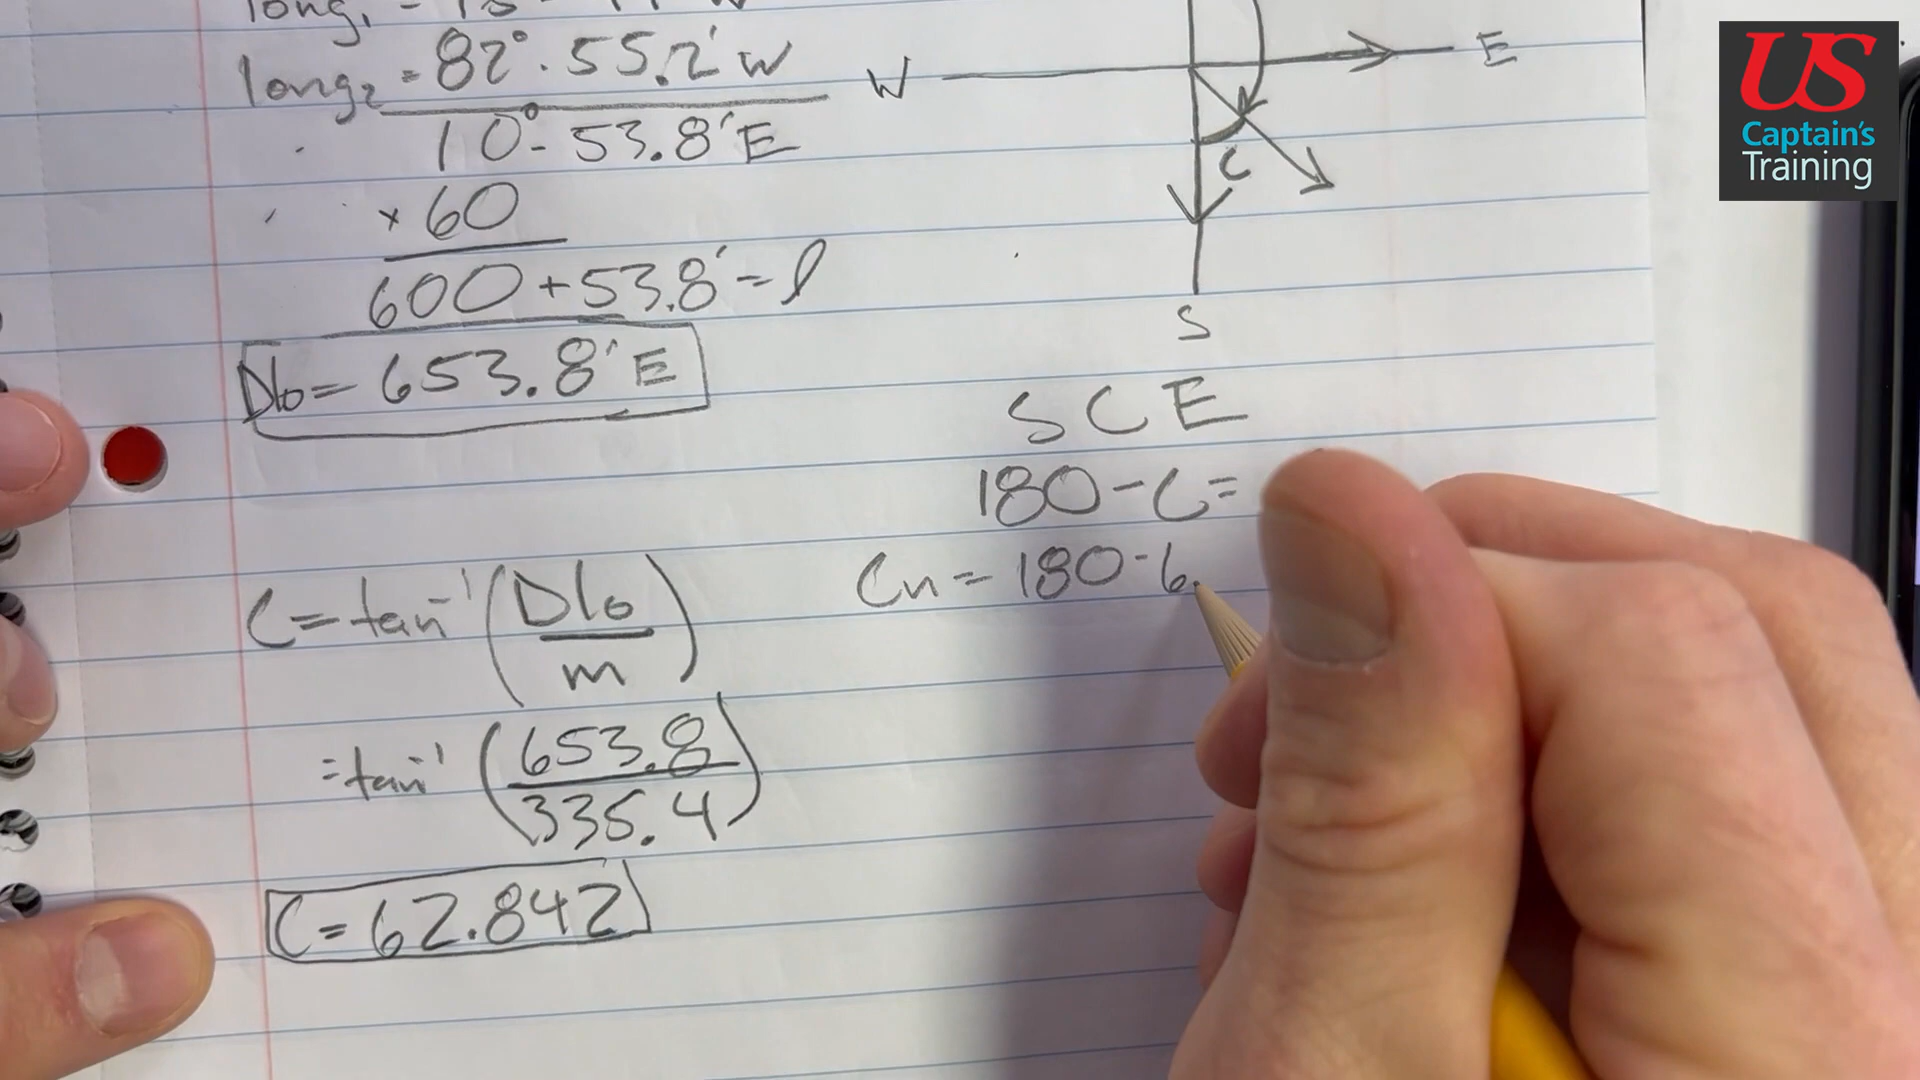 long₂ = 82°. 55.2' W
10° - 53.8' E
× 60
600 + 53.8' =
Dlo = 653.8' E
C = tan⁻¹ (Dlo / m)
= tan⁻¹ (653.8 / 335.4)
C = 62.842
W
E
C
S
S C E
180 - C =
Cn = 180 - 6
US
Captain's
Training